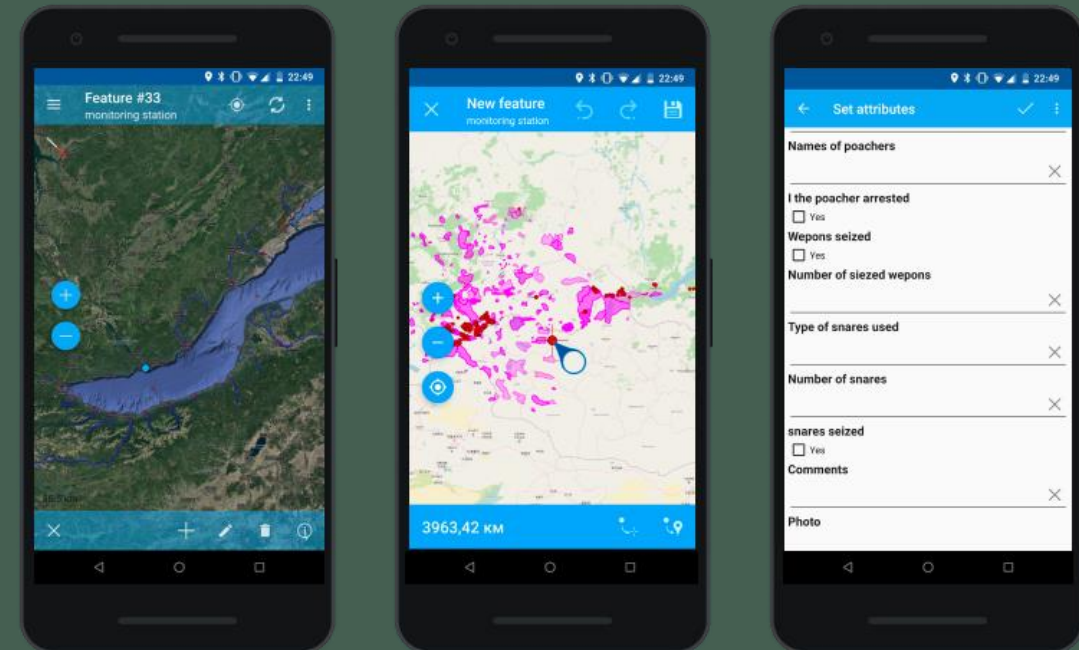 22:49
Feature #33
monitoring station
22:49
New feature
monitoring station
3963,42 км
22:49
Set attributes
Names of poachers
I the poacher arrested
Yes
Wepons seized
Yes
Number of siezed wepons
Type of snares used
Number of snares
snares seized
Yes
Comments
Photo